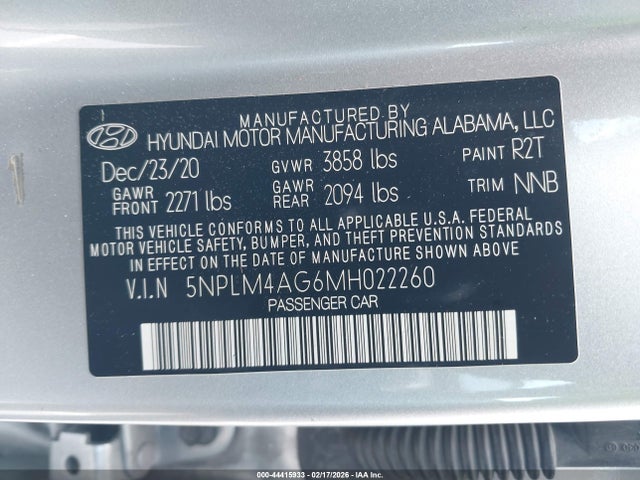 MANUFACTURED BY
HYUNDAI MOTOR MANUFACTURING ALABAMA, LLC
Dec/23/20 GVWR 3858 lbs PAINT R2T
GAWR FRONT 2271 lbs GAWR REAR 2094 lbs TRIM NNB
THIS VEHICLE CONFORMS TO ALL APPLICABLE U.S.A. FEDERAL
MOTOR VEHICLE SAFETY, BUMPER, AND THEFT PREVENTION STANDARDS
IN EFFECT ON THE DATE OF MANUFACTURE SHOWN ABOVE
V.I.N 5NPLM4AG6MH022260
PASSENGER CAR
000-44415933 - 02/17/2026 - IAA Inc.